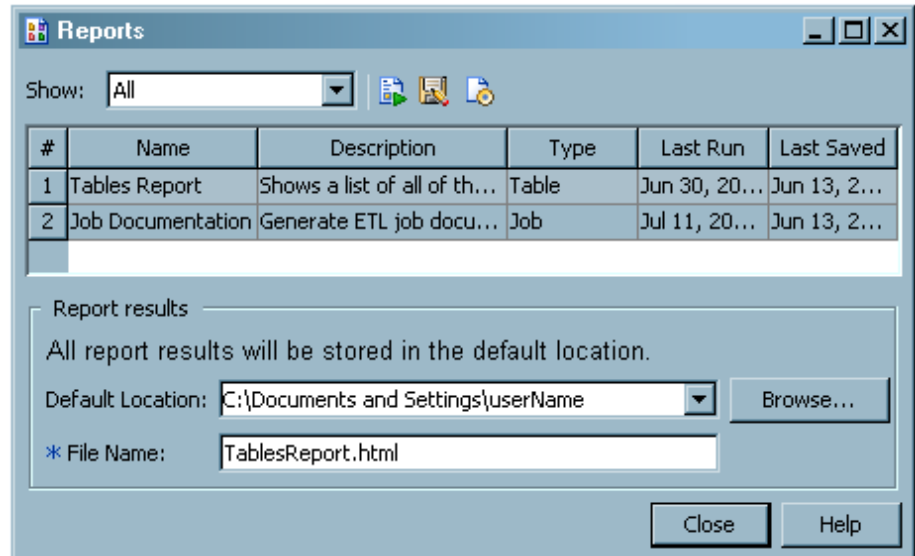 Reports
Show: All
# Name Description Type Last Run Last Saved
1 Tables Report Shows a list of all of th... Table Jun 30, 20... Jun 13, 2...
2 Job Documentation Generate ETL job docu... Job Jul 11, 20... Jun 13, 2...
Report results
All report results will be stored in the default location.
Default Location: C:\Documents and Settings\userName Browse...
* File Name: TablesReport.html
Close Help